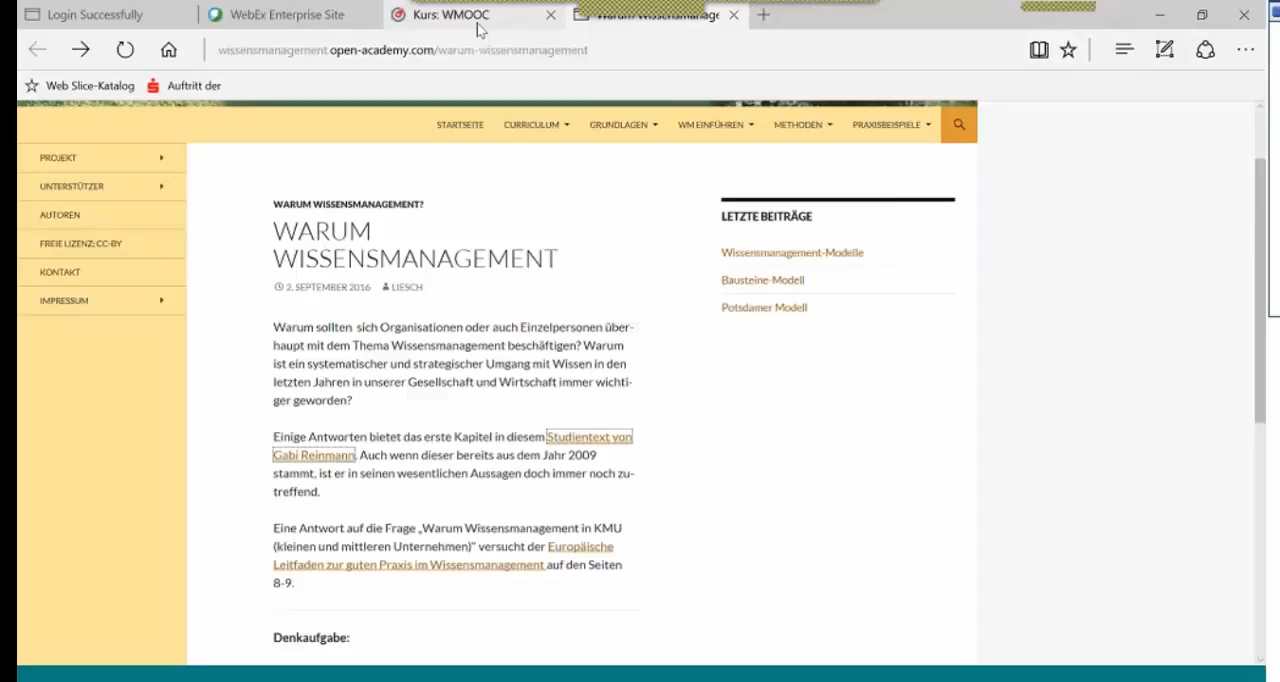 Login Successfully
WebEx Enterprise Site
Kurs: WMOOC
Warum Wissensmanage
wissensmanagement.open-academy.com/warum-wissensmanagement
Web Slice-Katalog
Auftritt der
STARTSEITE CURRICULUM GRUNDLAGEN WM EINFÜHREN METHODEN PRAXISBEISPIELE
PROJEKT
UNTERSTÜTZER
AUTOREN
FREIE LIZENZ: CC-BY
KONTAKT
IMPRESSUM
WARUM WISSENSMANAGEMENT?
WARUM
WISSENSMANAGEMENT
2. SEPTEMBER 2016 LIESCH
Warum sollten sich Organisationen oder auch Einzelpersonen über-
haupt mit dem Thema Wissensmanagement beschäftigen? Warum
ist ein systematischer und strategischer Umgang mit Wissen in den
letzten Jahren in unserer Gesellschaft und Wirtschaft immer wichti-
ger geworden?
Einige Antworten bietet das erste Kapitel in diesem Studientext von
Gabi Reinmann. Auch wenn dieser bereits aus dem Jahr 2009
stammt, ist er in seinen wesentlichen Aussagen doch immer noch zu-
treffend.
Eine Antwort auf die Frage „Warum Wissensmanagement in KMU
(kleinen und mittleren Unternehmen)" versucht der Europäische
Leitfaden zur guten Praxis im Wissensmanagement auf den Seiten
8-9.
Denkaufgabe:
LETZTE BEITRÄGE
Wissensmanagement-Modelle
Bausteine-Modell
Potsdamer Modell